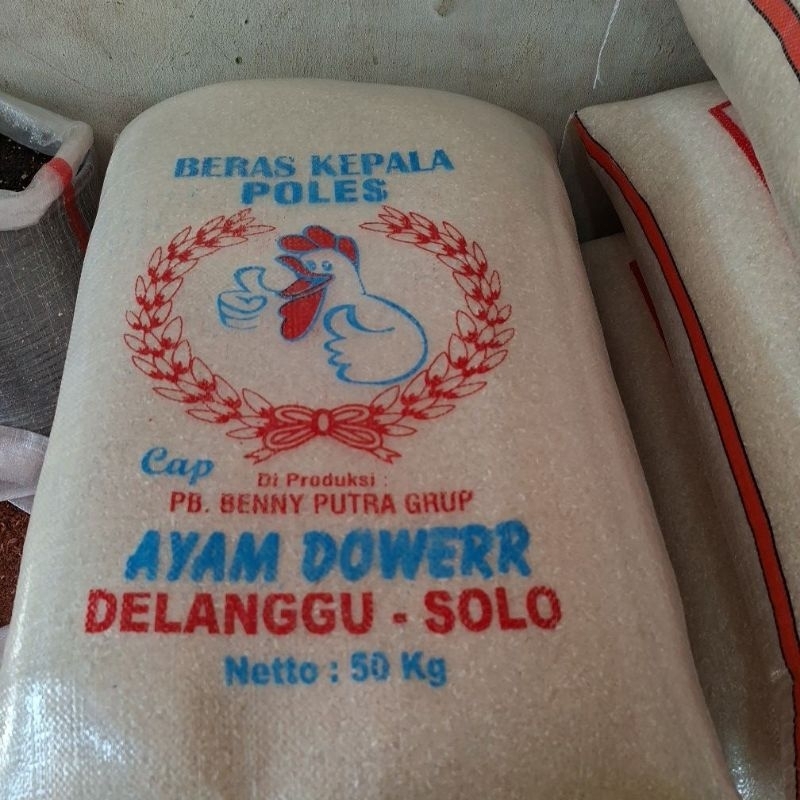 BERAS KEPALA
POLES
Cap
Di Produksi :
PB. BENNY PUTRA GRUP
AYAM DOWERR
DELANGGU - SOLO
Netto : 50 Kg